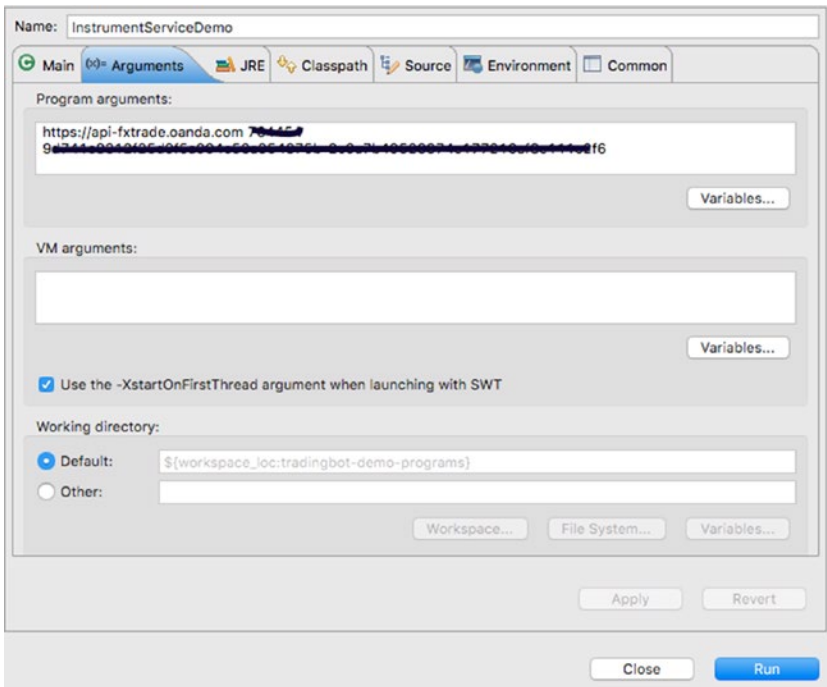 Name: InstrumentServiceDemo
Main (x)= Arguments JRE Classpath Source Environment Common
Program arguments:
https://api-fxtrade.oanda.com
Variables...
VM arguments:
Variables...
Use the -XstartOnFirstThread argument when launching with SWT
Working directory:
Default: ${workspace_loc:tradingbot-demo-programs}
Other:
Workspace... File System... Variables...
Apply Revert
Close Run